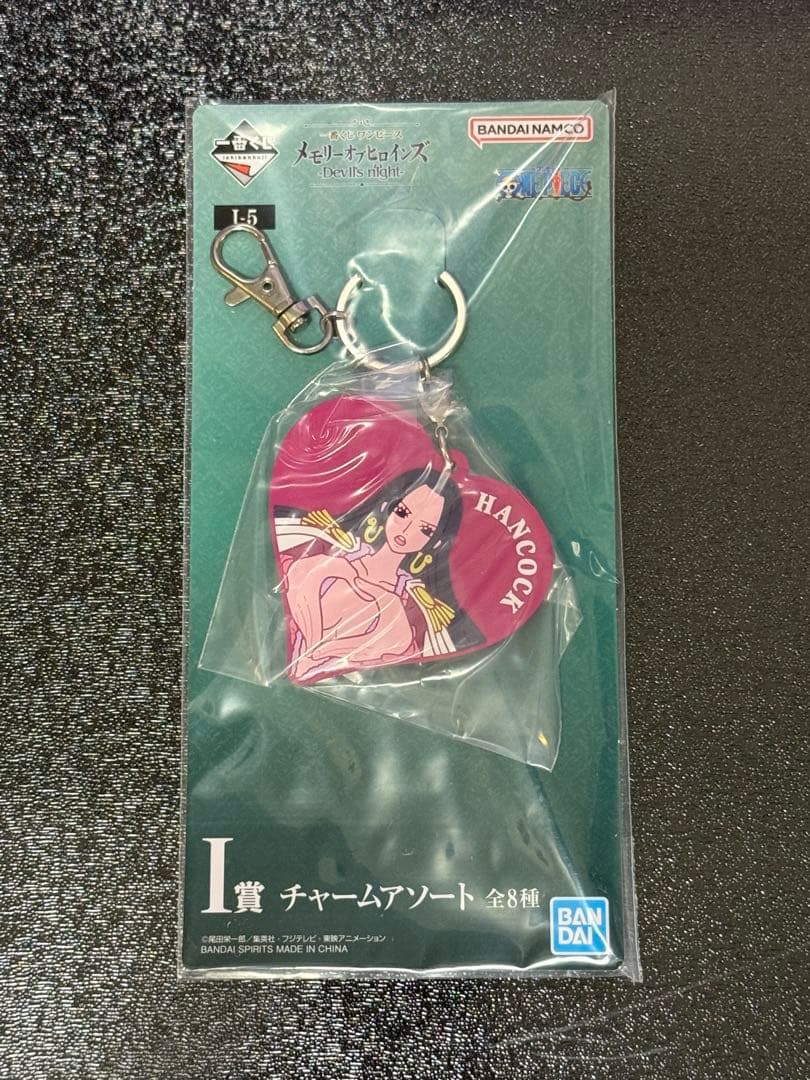 一番くじ
ichibankuji
一番くじ ワンピース
メモリーオブヒロインズ
-Devil's night-
BANDAI NAMCO
ONE PIECE
I-5
HANCOCK
I賞 チャームアソート 全8種
©尾田栄一郎/集英社・フジテレビ・東映アニメーション
BANDAI SPIRITS MADE IN CHINA
BAN
DAI